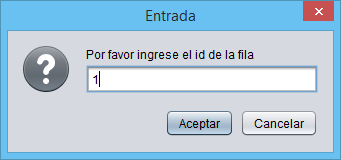 Entrada
Por favor ingrese el id de la fila
1
Aceptar
Cancelar